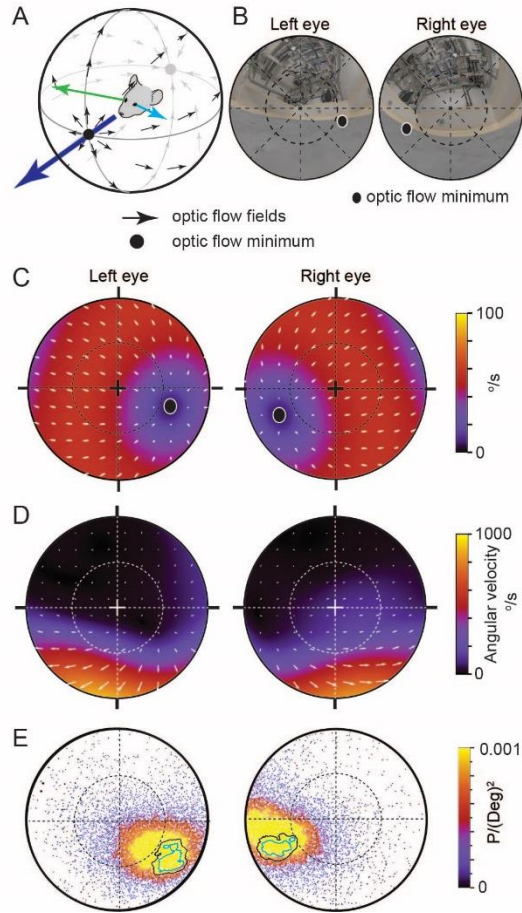 A
B
Left eye
Right eye
optic flow minimum
optic flow fields
optic flow minimum
C
Left eye
Right eye
100
0
°/s
D
1000
0
Angular velocity
°/s
E
0.001
0
P/(Deg)²